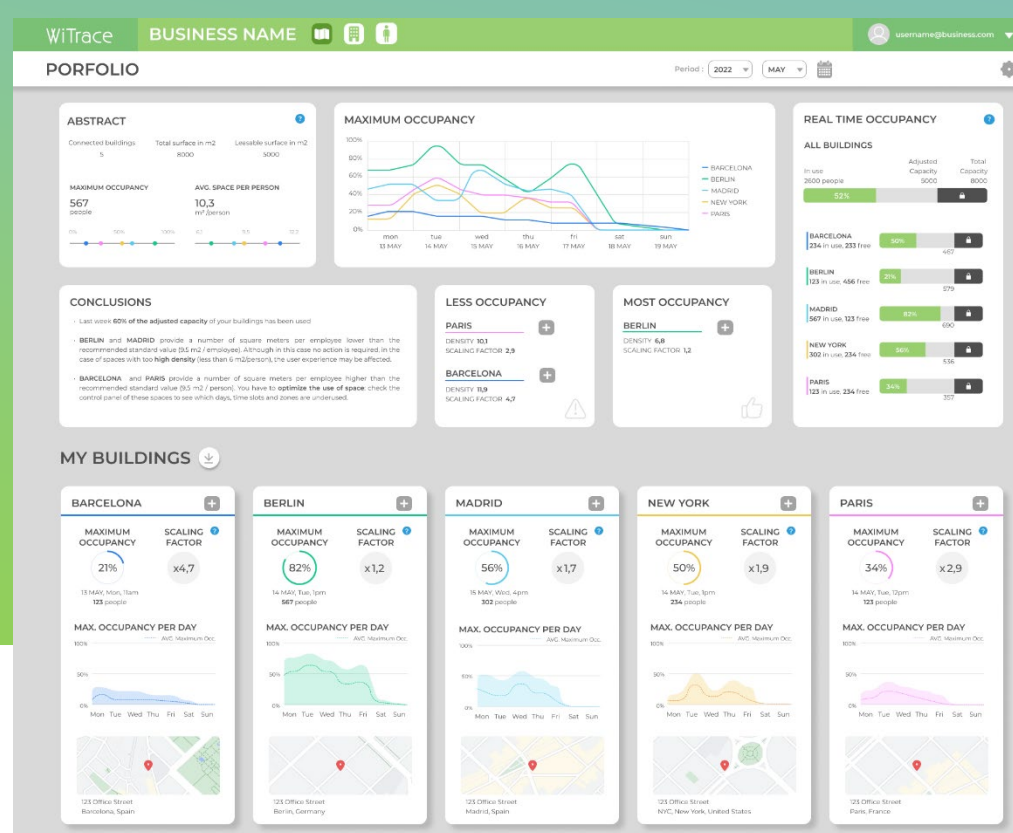 WiTrace
BUSINESS NAME
username@business.com
PORFOLIO
Period :
2022
MAY
ABSTRACT
Connected buildings
5
Total surface in m2
8000
Leesable surface in m2
5000
MAXIMUM OCCUPANCY
567
people
0%
50%
100%
AVG. SPACE PER PERSON
10,3
m² /person
MAXIMUM OCCUPANCY
100%
80%
60%
40%
20%
0%
mon
13 MAY
tue
14 MAY
wed
15 MAY
thu
16 MAY
fri
17 MAY
sat
18 MAY
sun
19 MAY
BARCELONA
BERLIN
MADRID
NEW YORK
PARIS
REAL TIME OCCUPANCY
ALL BUILDINGS
In use
2600 people
Adjusted
Capacity
5000
Total
Capacity
8000
52%
BARCELONA
234 in use, 233 free
50%
467
BERLIN
123 in use, 456 free
21%
579
MADRID
567 in use, 123 free
82%
690
NEW YORK
302 in use, 234 free
56%
536
PARIS
123 in use, 234 free
34%
357
CONCLUSIONS
- Last week 60% of the adjusted capacity of your buildings has been used
- BERLIN and MADRID provide a number of square meters per employee lower than the
recommended standard value (9.5 m2 / employee). Although in this case no action is required, in the
case of spaces with too high density (less than 6 m2/person), the user experience may be affected.
- BARCELONA and PARIS provide a number of square meters per employee higher than the
recommended standard value (9.5 m2 / person). You have to optimize the use of space: check the
control panel of these spaces to see which days, time slots and zones are underused.
LESS OCCUPANCY
PARIS
DENSITY 10,1
SCALING FACTOR 2,9
BARCELONA
DENSITY 11,9
SCALING FACTOR 4,7
MOST OCCUPANCY
BERLIN
DENSITY 6,8
SCALING FACTOR 1,2
MY BUILDINGS
BARCELONA
MAXIMUM
OCCUPANCY
SCALING
FACTOR
21%
x4,7
13 MAY, Mon, 11am
123 people
MAX. OCCUPANCY PER DAY
AVG. Maximum Occ.
100%
50%
0%
Mon Tue Wed Thu Fri Sat Sun
123 Office Street
Barcelona, Spain
BERLIN
MAXIMUM
OCCUPANCY
SCALING
FACTOR
82%
x1,2
14 MAY, Tue, 1pm
567 people
MAX. OCCUPANCY PER DAY
AVG. Maximum Occ.
100%
50%
0%
Mon Tue Wed Thu Fri Sat Sun
123 Office Street
Berlin, Germany
MADRID
MAXIMUM
OCCUPANCY
SCALING
FACTOR
56%
x1,7
15 MAY, Wed, 4pm
302 people
MAX. OCCUPANCY PER DAY
AVG. Maximum Occ.
100%
50%
0%
Mon Tue Wed Thu Fri Sat Sun
123 Office Street
Madrid, Spain
NEW YORK
MAXIMUM
OCCUPANCY
SCALING
FACTOR
50%
x1,9
14 MAY, Tue, 1pm
234 people
MAX. OCCUPANCY PER DAY
AVG. Maximum Occ.
100%
50%
0%
Mon Tue Wed Thu Fri Sat Sun
123 Office Street
NYC, New York, United States
PARIS
MAXIMUM
OCCUPANCY
SCALING
FACTOR
34%
x2,9
14 MAY, Tue, 12pm
123 people
MAX. OCCUPANCY PER DAY
AVG. Maximum Occ.
100%
50%
0%
Mon Tue Wed Thu Fri Sat Sun
123 Office Street
Paris, France